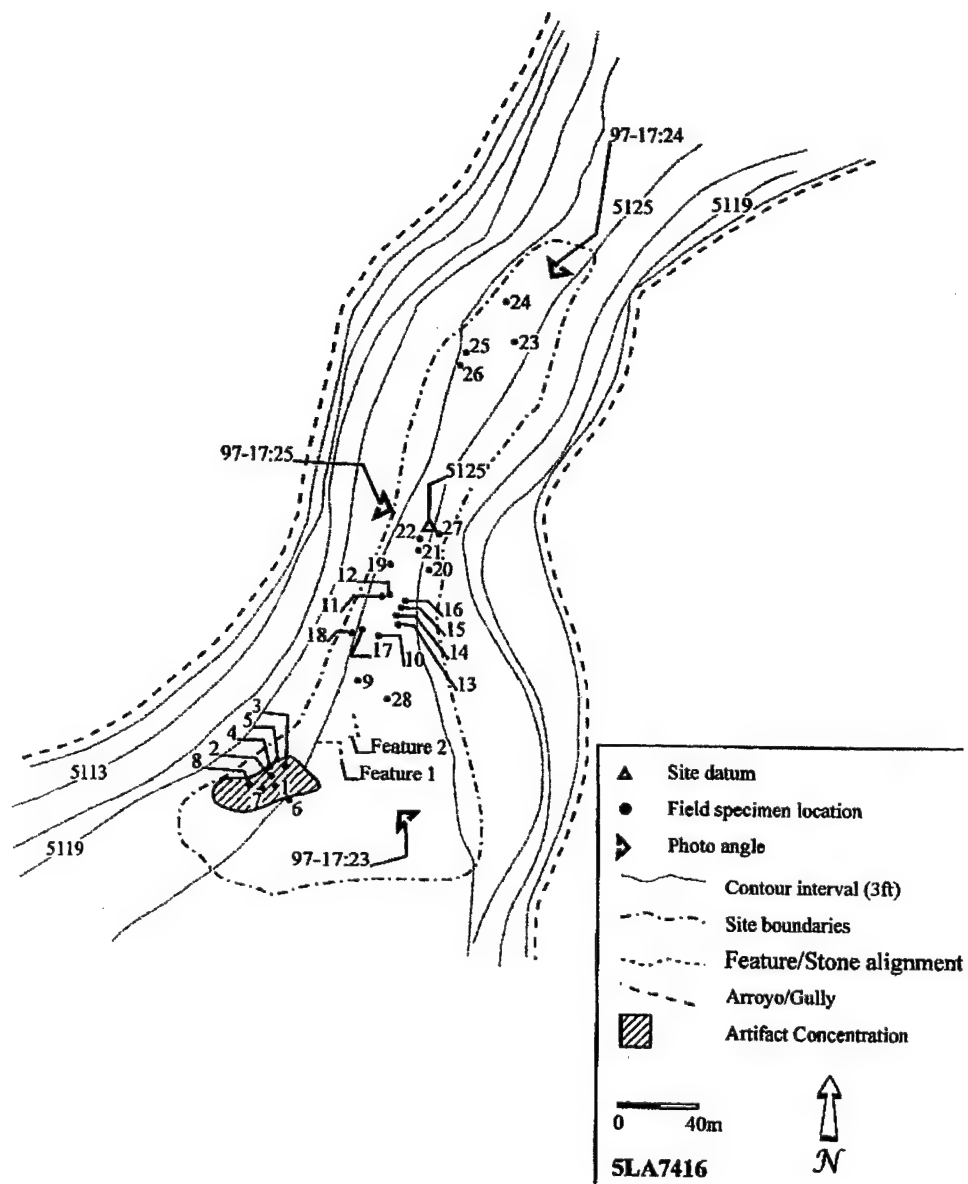 97-17:24
5125
5119
24
23
25
26
97-17:25
5125'
22
27
21
19
20
12
11
16
15
18
14
17
10
13
9
28
3
5
4
2
8
Feature 2
Feature 1
5113
7
1
6
5119
97-17:23
Site datum
Field specimen location
Photo angle
Contour interval (3ft)
Site boundaries
Feature/Stone alignment
Arroyo/Gully
Artifact Concentration
0 40m
5LA7416
N